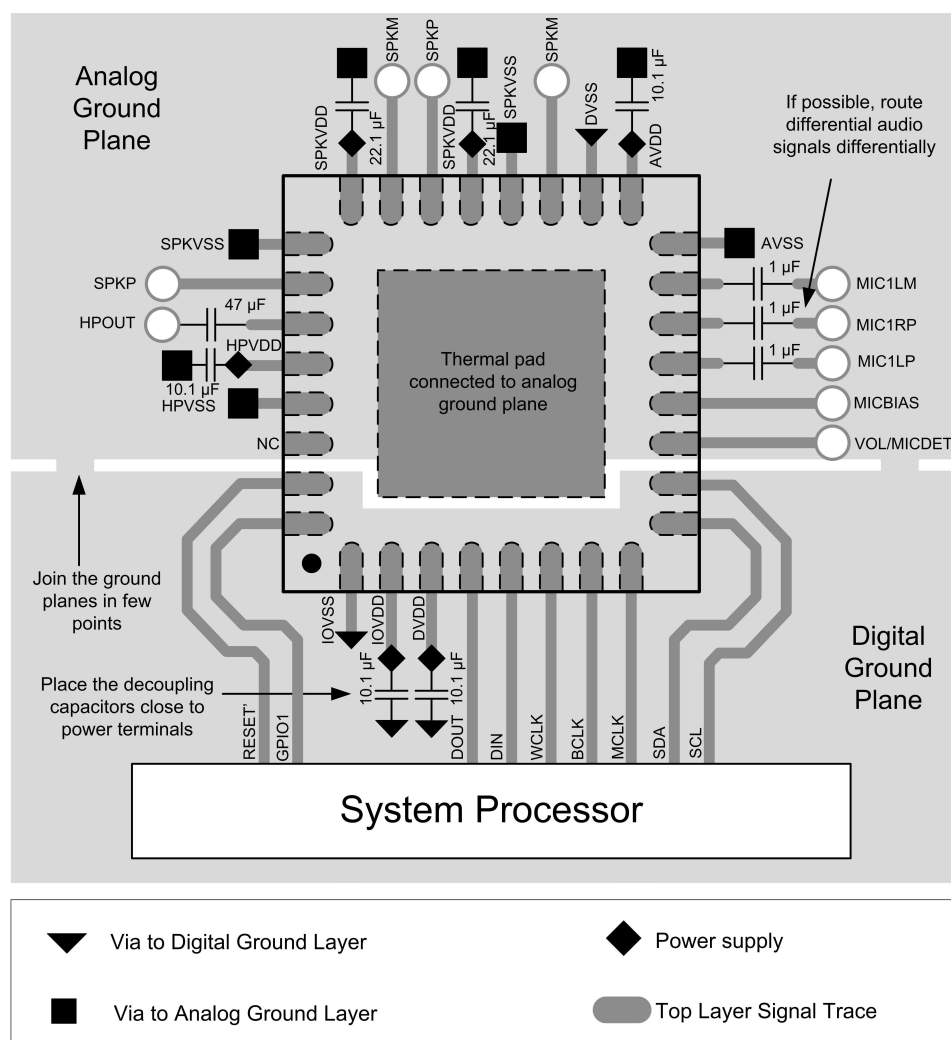 Analog
Ground
Plane
SPKVDD
22.1 µF
SPKM
SPKP
SPKVDD
22.1 µF
SPKVSS
SPKM
DVSS
10.1 µF
AVDD
If possible, route
differential audio
signals differentially
SPKVSS
AVSS
SPKP
1 µF
MIC1LM
HPOUT
47 µF
1 µF
MIC1RP
HPVDD
10.1 µF
1 µF
MIC1LP
HPVSS
MICBIAS
NC
VOL/MICDET
Thermal pad
connected to analog
ground plane
Join the ground
planes in few
points
IOVSS
IOVDD
DVDD
10.1 µF
10.1 µF
Digital
Ground
Plane
Place the decoupling
capacitors close to
power terminals
RESET'
GPIO1
DOUT
DIN
WCLK
BCLK
MCLK
SDA
SCL
System Processor
Via to Digital Ground Layer
Power supply
Via to Analog Ground Layer
Top Layer Signal Trace